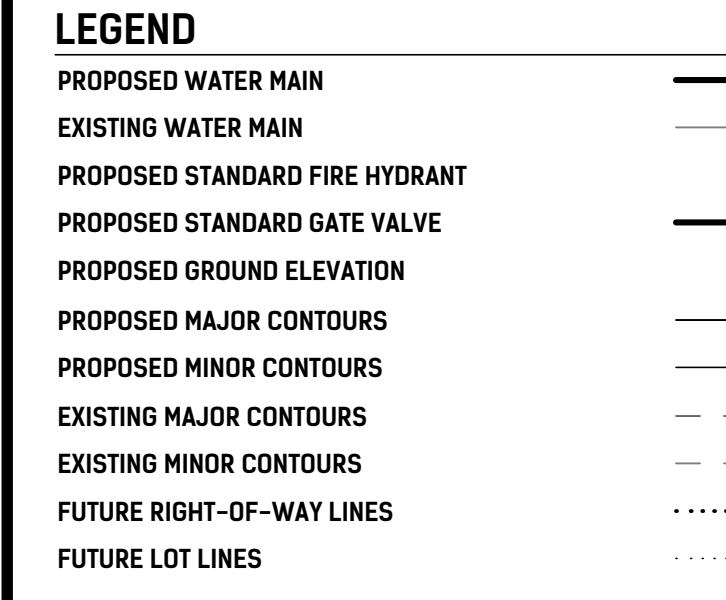 LEGEND
PROPOSED WATER MAIN
EXISTING WATER MAIN
PROPOSED STANDARD FIRE HYDRANT
PROPOSED STANDARD GATE VALVE
PROPOSED GROUND ELEVATION
PROPOSED MAJOR CONTOURS
PROPOSED MINOR CONTOURS
EXISTING MAJOR CONTOURS
EXISTING MINOR CONTOURS
FUTURE RIGHT-OF-WAY LINES
FUTURE LOT LINES